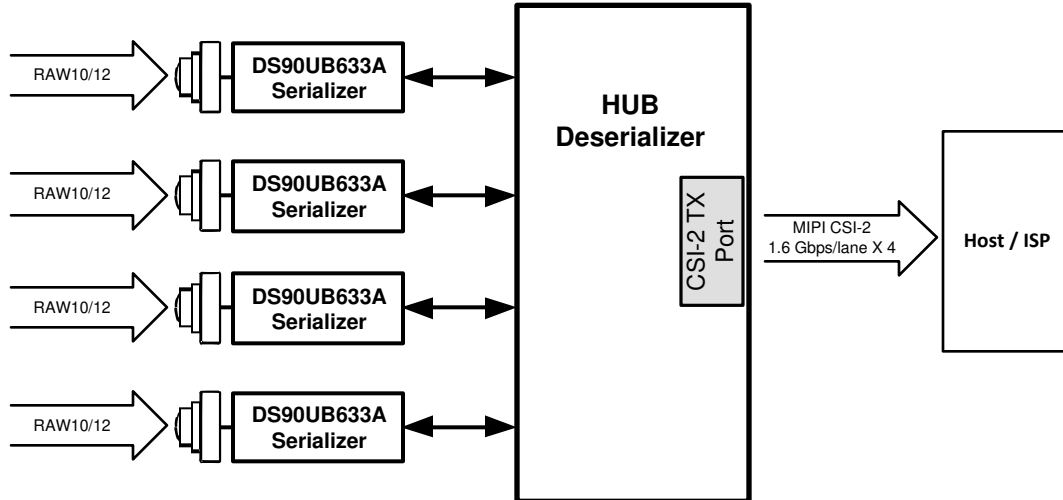 RAW10/12
DS90UB633A
Serializer
RAW10/12
DS90UB633A
Serializer
RAW10/12
DS90UB633A
Serializer
RAW10/12
DS90UB633A
Serializer
HUB
Deserializer
CSI-2 TX
Port
MIPI CSI-2
1.6 Gbps/lane X 4
Host / ISP